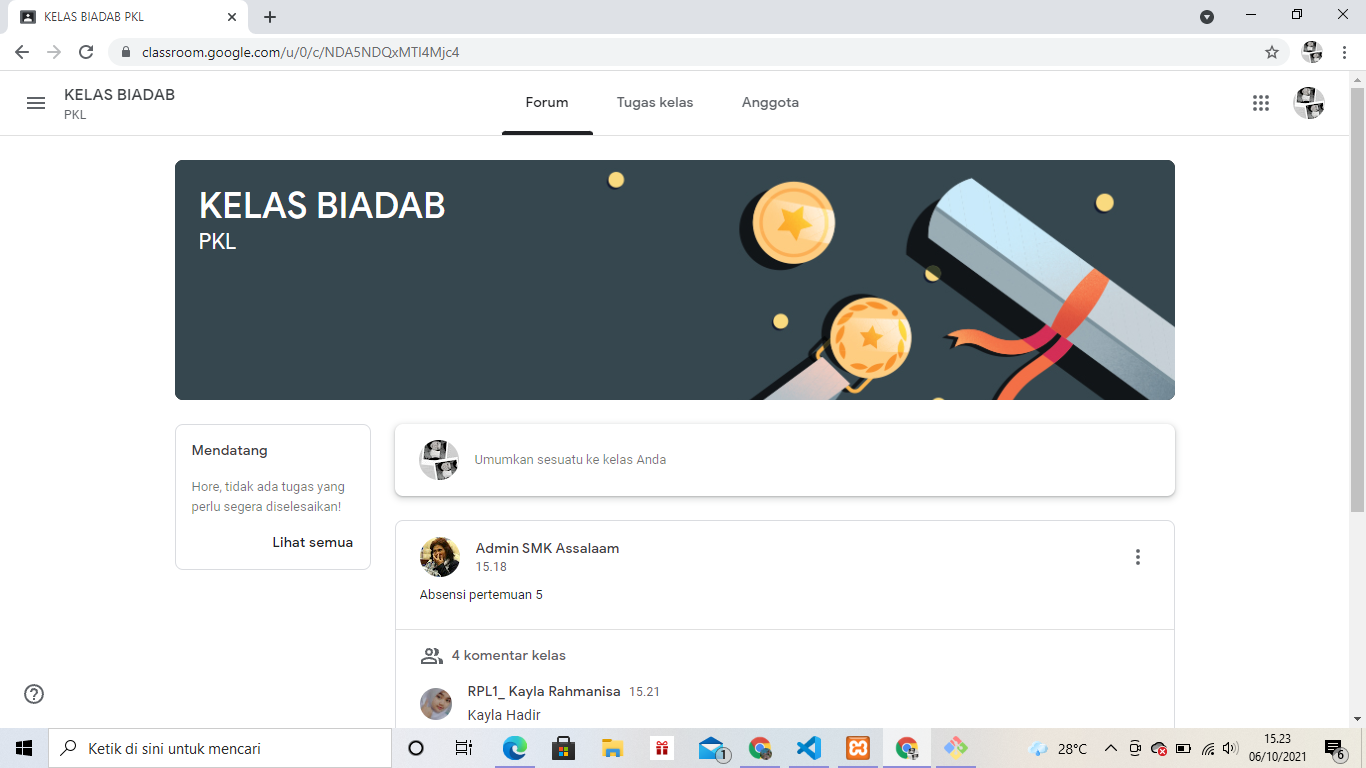 KELAS BIADAB PKL
classroom.google.com/u/0/c/NDA5NDQxMTI4Mjc4
KELAS BIADAB
PKL
Forum
Tugas kelas
Anggota
KELAS BIADAB
PKL
Mendatang
Hore, tidak ada tugas yang
perlu segera diselesaikan!
Lihat semua
Umumkan sesuatu ke kelas Anda
Admin SMK Assalaam
15.18
Absensi pertemuan 5
4 komentar kelas
RPL1_ Kayla Rahmanisa 15.21
Kayla Hadir
Ketik di sini untuk mencari
1
28°C
15.23
06/10/2021
6